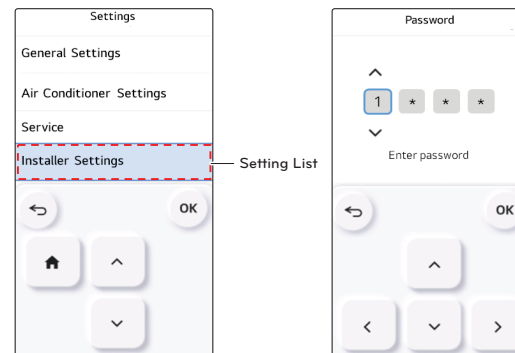 Settings
General Settings
Air Conditioner Settings
Service
Installer Settings
Setting List
OK
Password
1 * * *
Enter password
OK